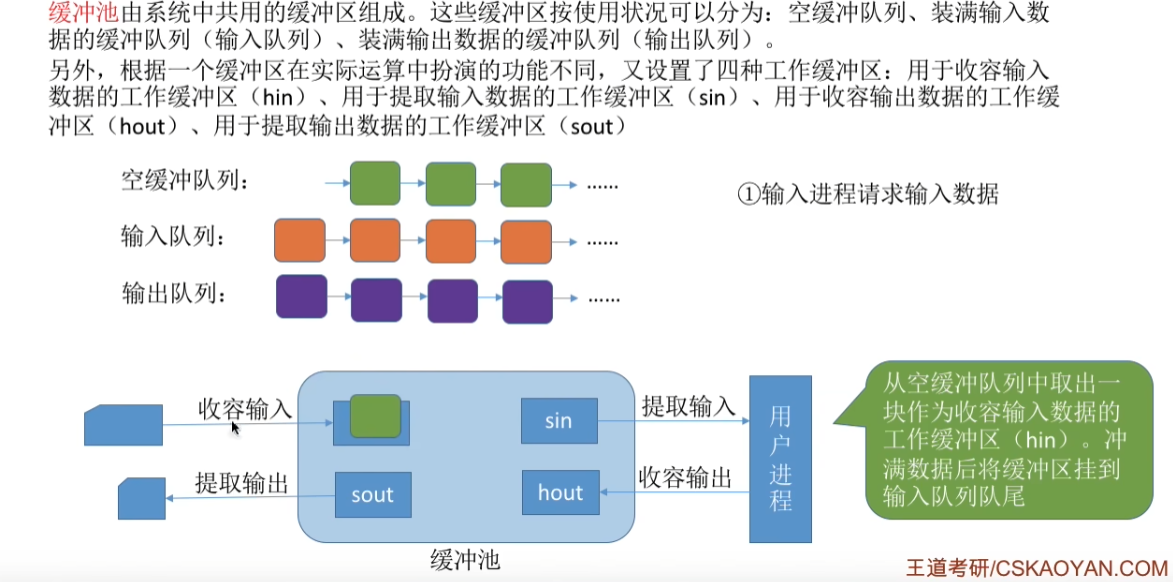 缓冲池由系统中共用的缓冲区组成。这些缓冲区按使用状况可以分为：空缓冲队列、装满输入数
据的缓冲队列（输入队列）、装满输出数据的缓冲队列（输出队列）。
另外，根据一个缓冲区在实际运算中扮演的功能不同，又设置了四种工作缓冲区：用于收容输入
数据的工作缓冲区（hin）、用于提取输入数据的工作缓冲区（sin）、用于收容输出数据的工作缓
冲区（hout）、用于提取输出数据的工作缓冲区（sout）
空缓冲队列：
......
①输入进程请求输入数据
输入队列：
......
输出队列：
......
收容输入
sin
提取输入
提取输出
sout
hout
收容输出
用户进程
缓冲池
从空缓冲队列中取出一
块作为收容输入数据的
工作缓冲区（hin）。冲
满数据后将缓冲区挂到
输入队列队尾
王道考研/CSKAOYAN.COM